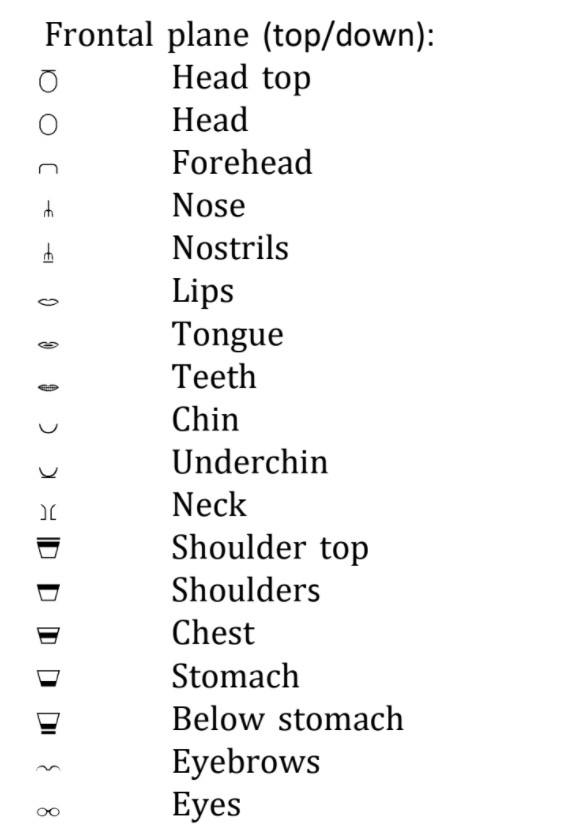 Frontal plane (top/down):
Head top
Head
Forehead
Nose
Nostrils
Lips
Tongue
Teeth
Chin
Underchin
Neck
Shoulder top
Shoulders
Chest
Stomach
Below stomach
Eyebrows
Eyes